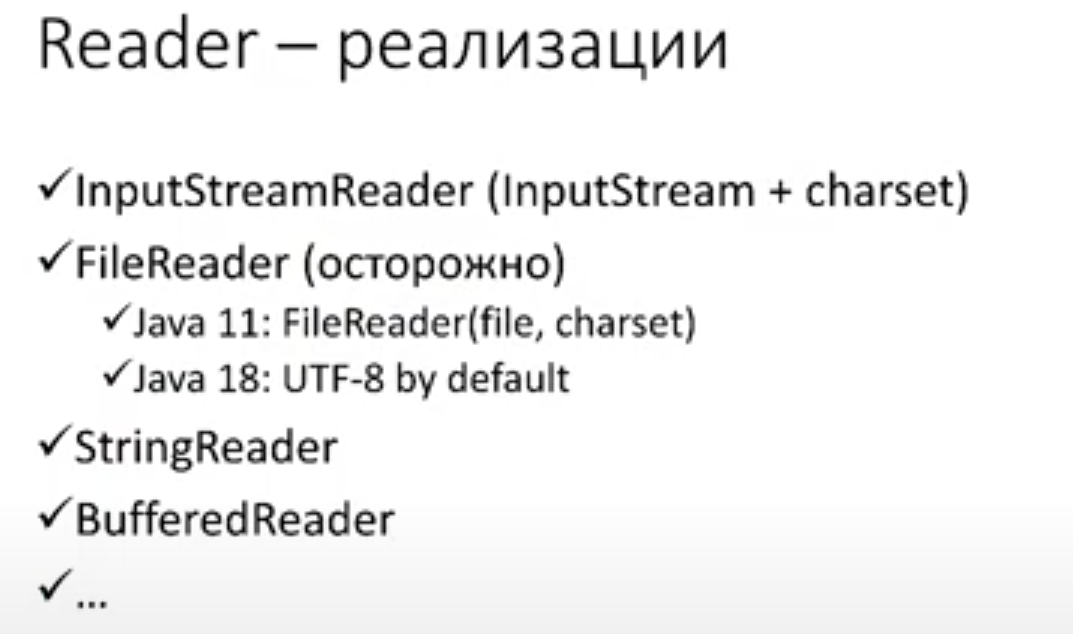 Reader – реализации
✓InputStreamReader (InputStream + charset)
✓FileReader (осторожно)
✓Java 11: FileReader(file, charset)
✓Java 18: UTF-8 by default
✓StringReader
✓BufferedReader
✓...